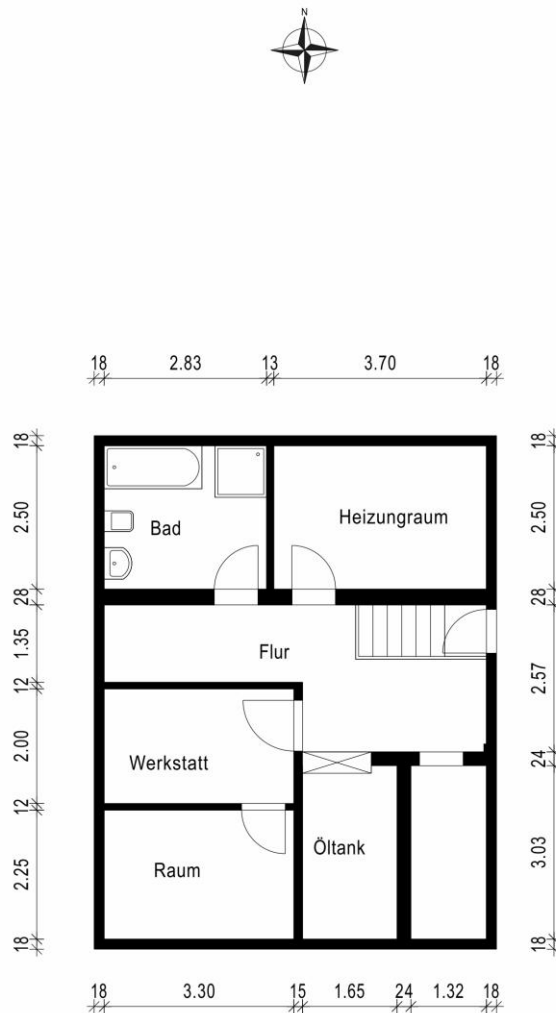 N
18 2.83 13 3.70 18
18 2.50 28 1.35 12 2.00 12 2.25 18
18 2.50 28 2.57 24 3.03 18
Bad
Heizungraum
Flur
Werkstatt
Öltank
Raum
18 3.30 15 1.65 24 1.32 18